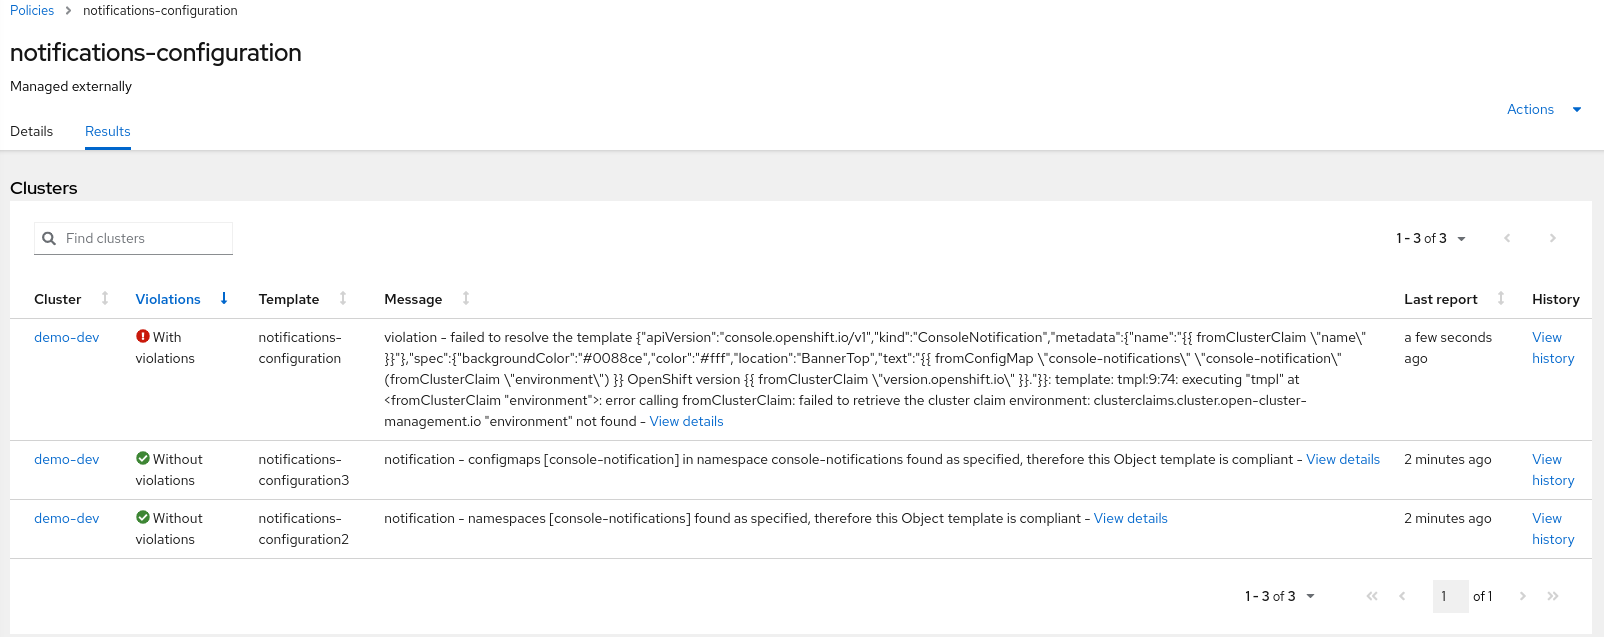 Policies > notifications-configuration
notifications-configuration
Managed externally
Actions
Details Results
Clusters
Find clusters
1 - 3 of 3
Cluster Violations Template Message Last report History
demo-dev With notifications- violation - failed to resolve the template {"apiVersion":"console.openshift.io/v1","kind":"ConsoleNotification","metadata":{"name":"{{ fromClusterClaim \"name\" a few seconds View
violations configuration }}"},"spec":{"backgroundColor":"#0088ce","color":"#fff","location":"BannerTop","text":"{{ fromConfigMap \"console-notifications\" \"console-notification\" ago history
(fromClusterClaim \"environment\") }} OpenShift version {{ fromClusterClaim \"version.openshift.io\" }}."}}: template: tmpl:9:74: executing "tmpl" at
<fromClusterClaim "environment">: error calling fromClusterClaim: failed to retrieve the cluster claim environment: clusterclaims.cluster.open-cluster-
management.io "environment" not found - View details
demo-dev Without notifications- notification - configmaps [console-notification] in namespace console-notifications found as specified, therefore this Object template is compliant - View details 2 minutes ago View
violations configuration3 history
demo-dev Without notifications- notification - namespaces [console-notifications] found as specified, therefore this Object template is compliant - View details 2 minutes ago View
violations configuration2 history
1 - 3 of 3 1 of 1